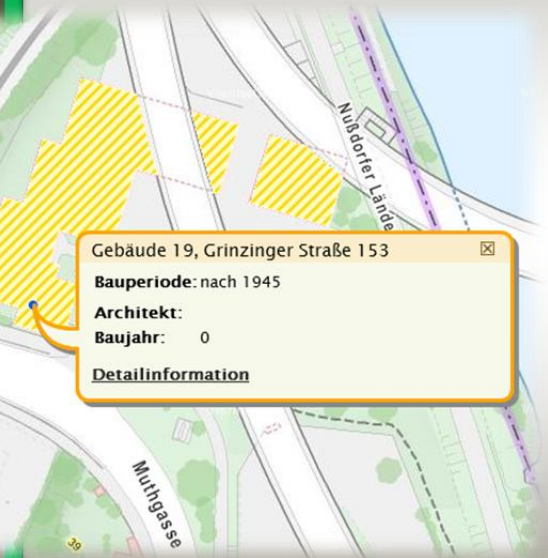 Nußdorfer Lände
Gebäude 19, Grinzinger Straße 153
Bauperiode: nach 1945
Architekt:
Baujahr: 0
Detailinformation
Muthgasse
39